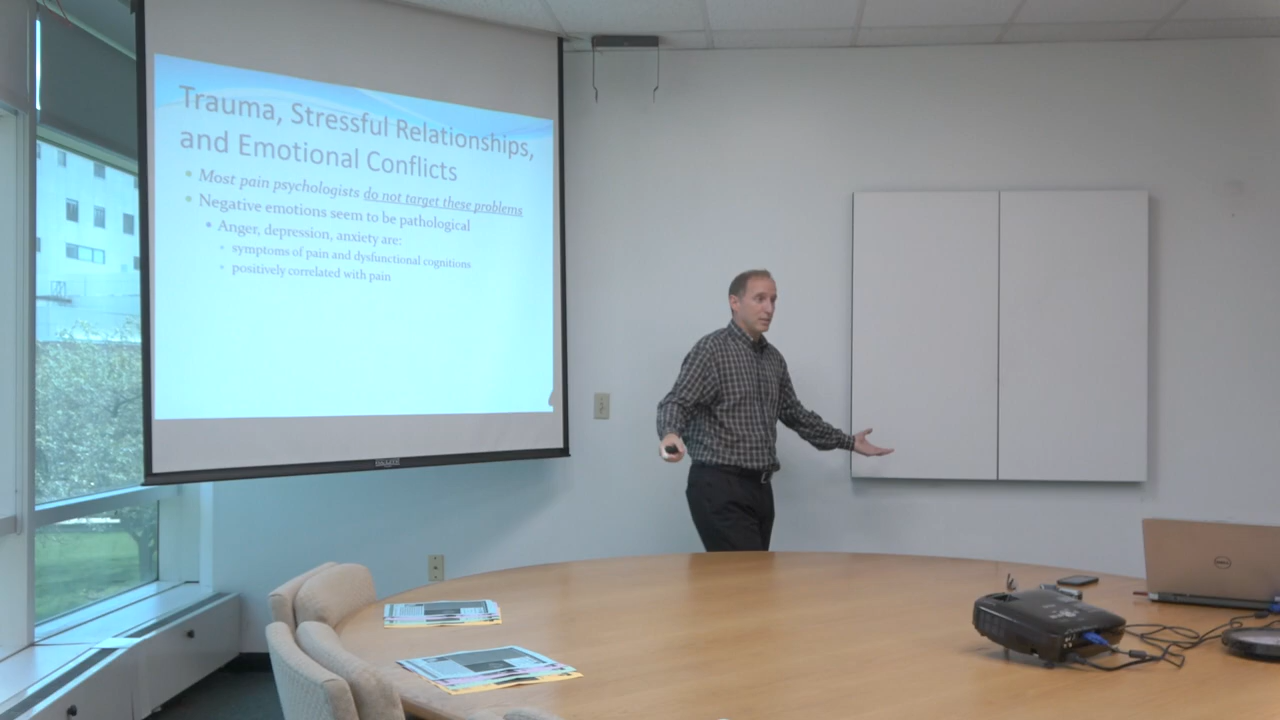 Trauma, Stressful Relationships,
and Emotional Conflicts
• Most pain psychologists do not target these problems
• Negative emotions seem to be pathological
• Anger, depression, anxiety are:
• symptoms of pain and dysfunctional cognitions
• positively correlated with pain
DELL